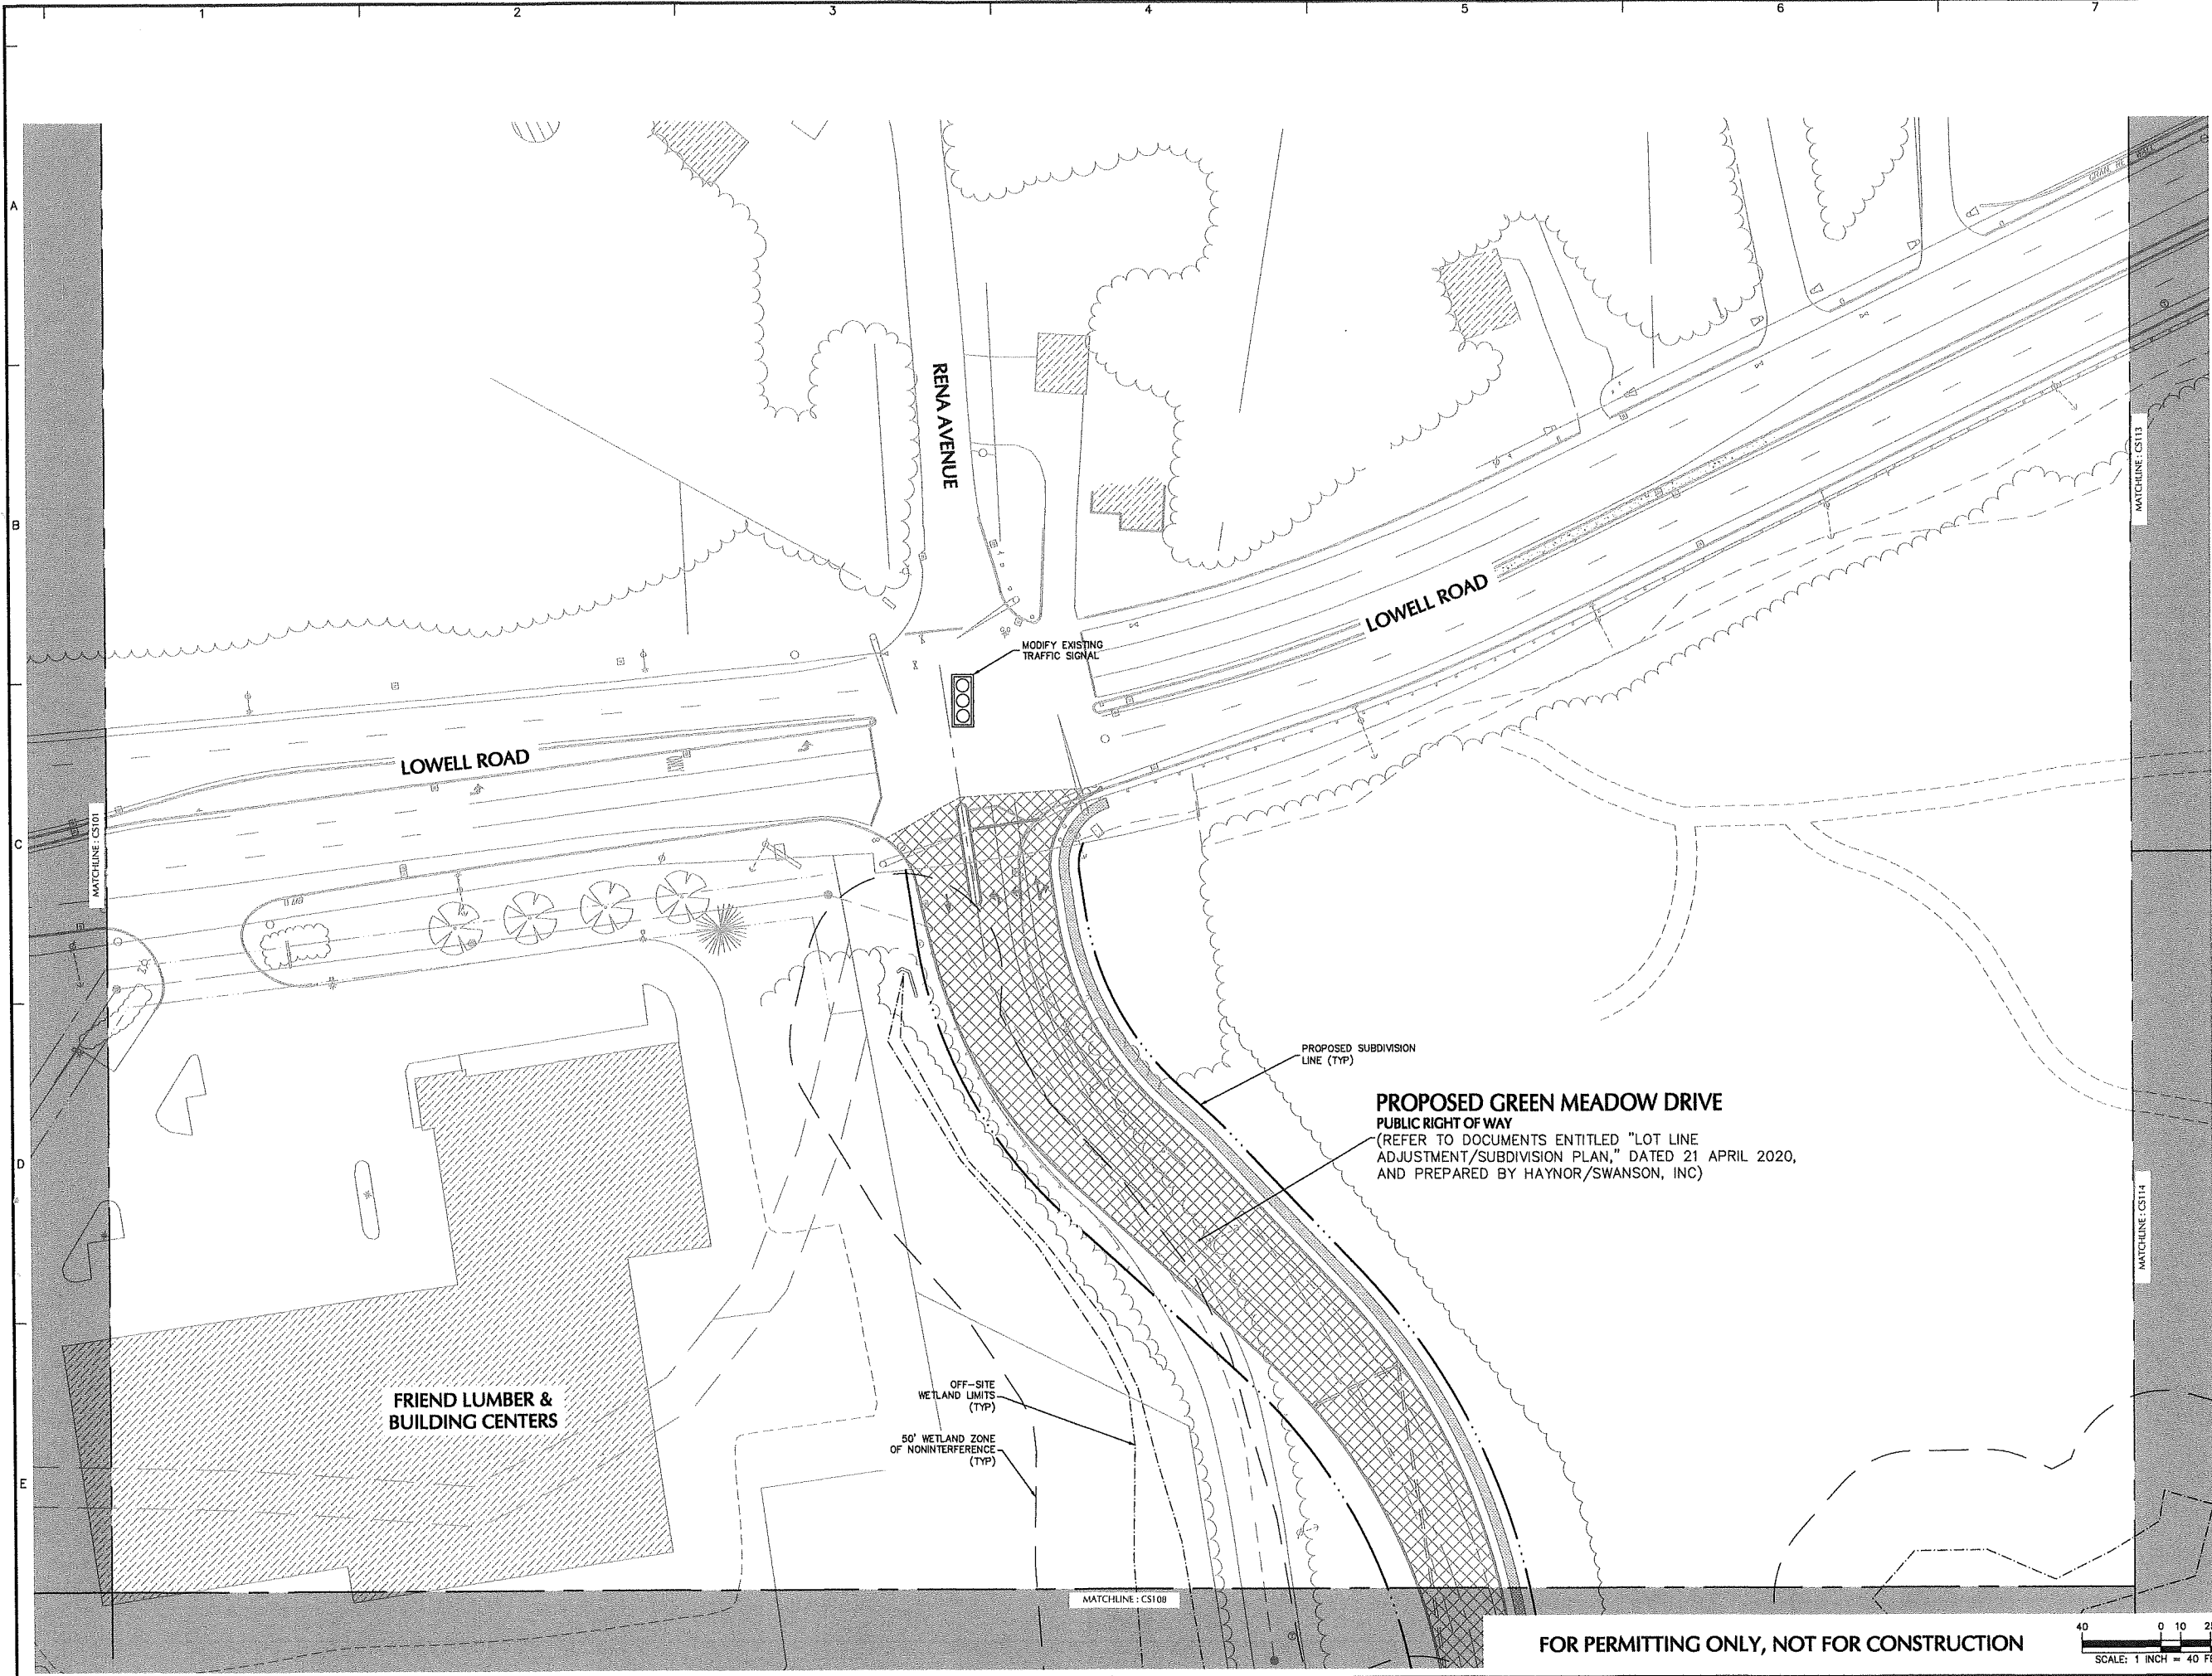 1 2 3 4 5 6 7
A
B
C
D
E
RENA AVENUE
MODIFY EXISTING
TRAFFIC SIGNAL
LOWELL ROAD
LOWELL ROAD
MATCHLINE : CS101
MATCHLINE : CS113
MATCHLINE : CS114
PROPOSED SUBDIVISION
LINE (TYP)
PROPOSED GREEN MEADOW DRIVE
PUBLIC RIGHT OF WAY
(REFER TO DOCUMENTS ENTITLED "LOT LINE
ADJUSTMENT/SUBDIVISION PLAN," DATED 21 APRIL 2020,
AND PREPARED BY HAYNOR/SWANSON, INC)
FRIEND LUMBER &
BUILDING CENTERS
OFF-SITE
WETLAND LIMITS
(TYP)
50' WETLAND ZONE
OF NONINTERFERENCE
(TYP)
MATCHLINE : CS108
FOR PERMITTING ONLY, NOT FOR CONSTRUCTION
40 0 10
SCALE: 1 INCH = 40